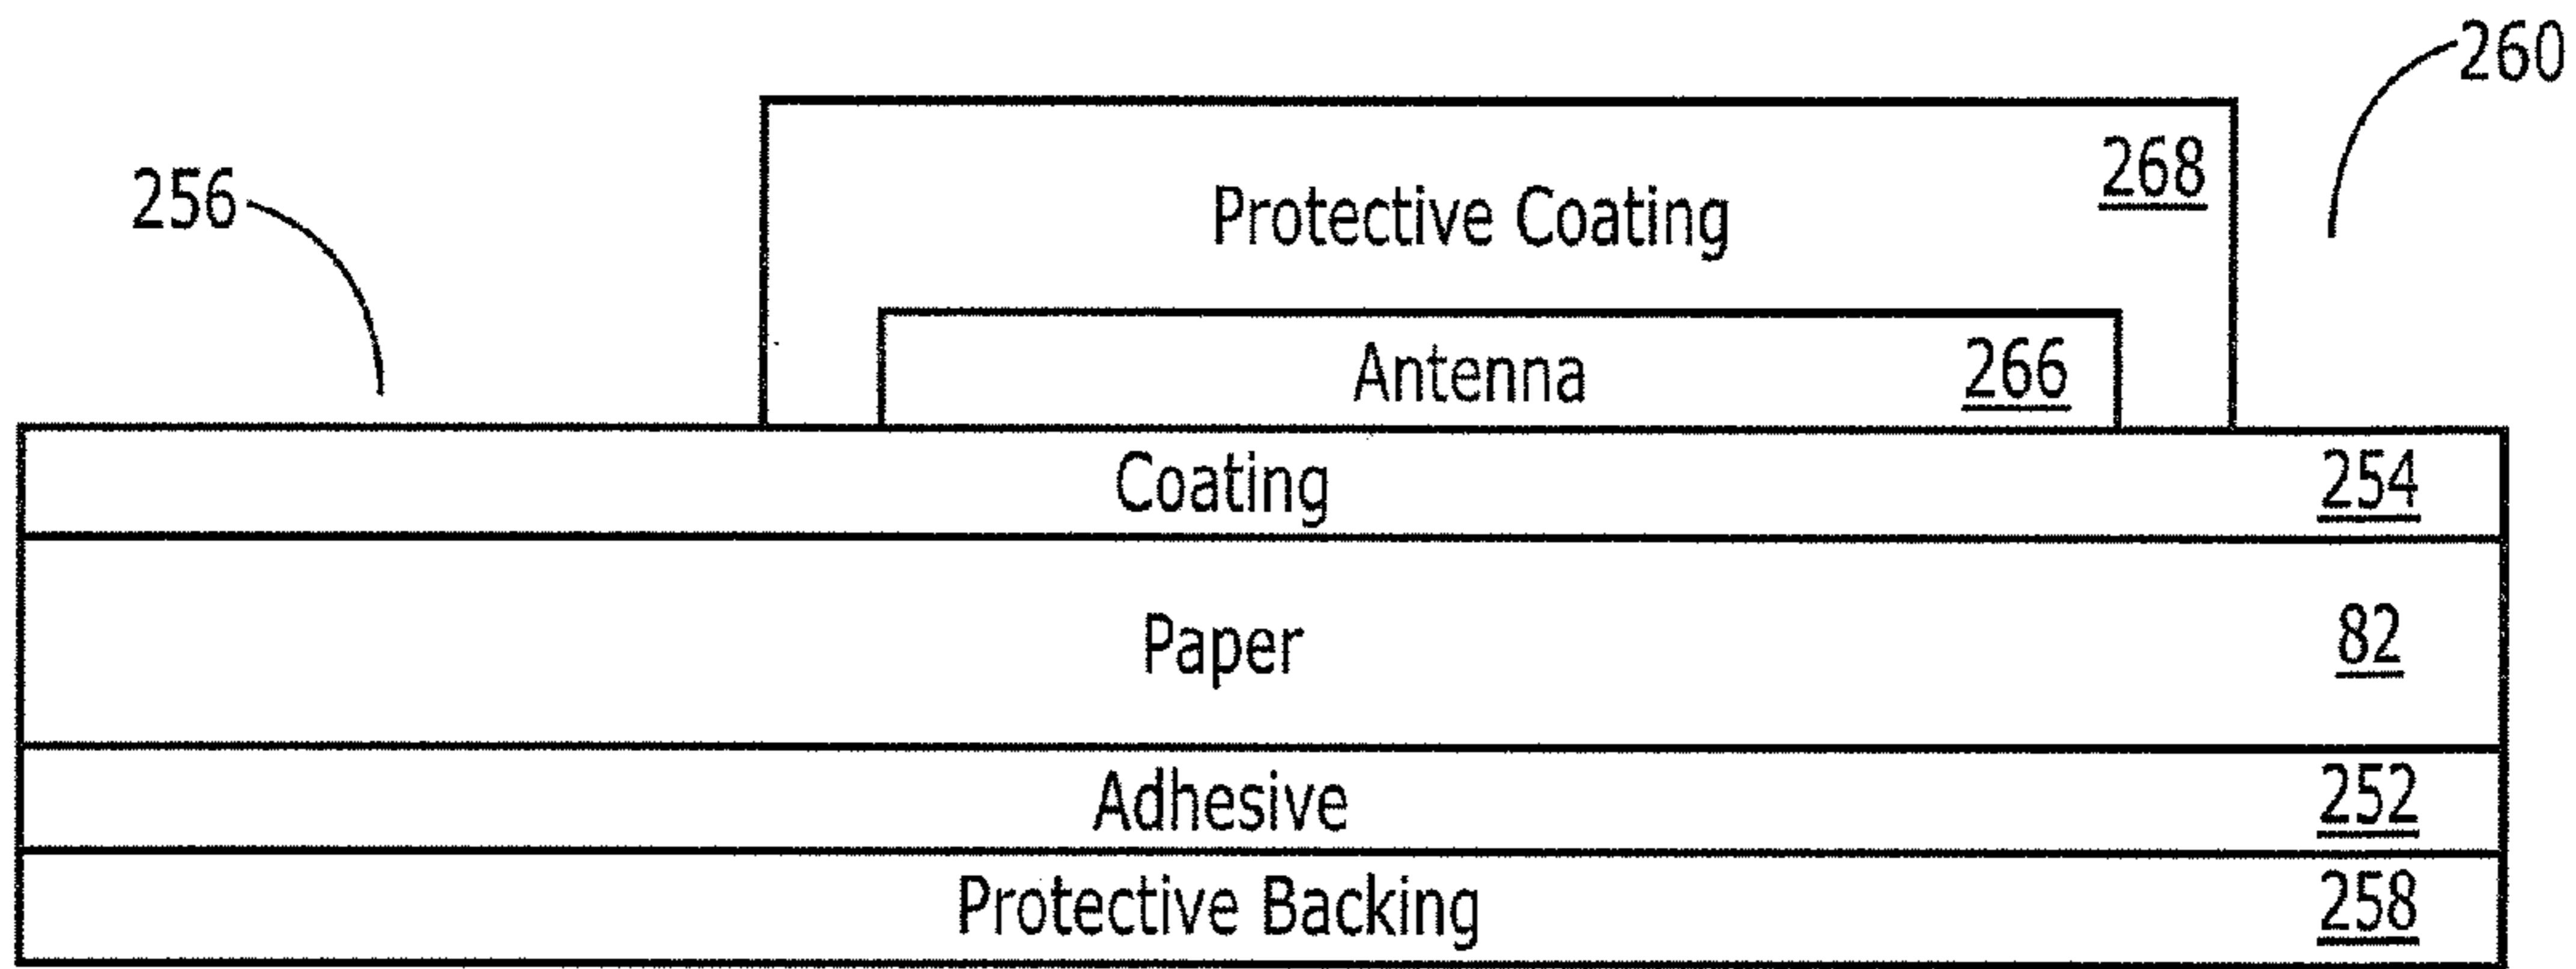 260
256
268
Protective Coating
Antenna 266
Coating 254
Paper 82
Adhesive 252
Protective Backing 258